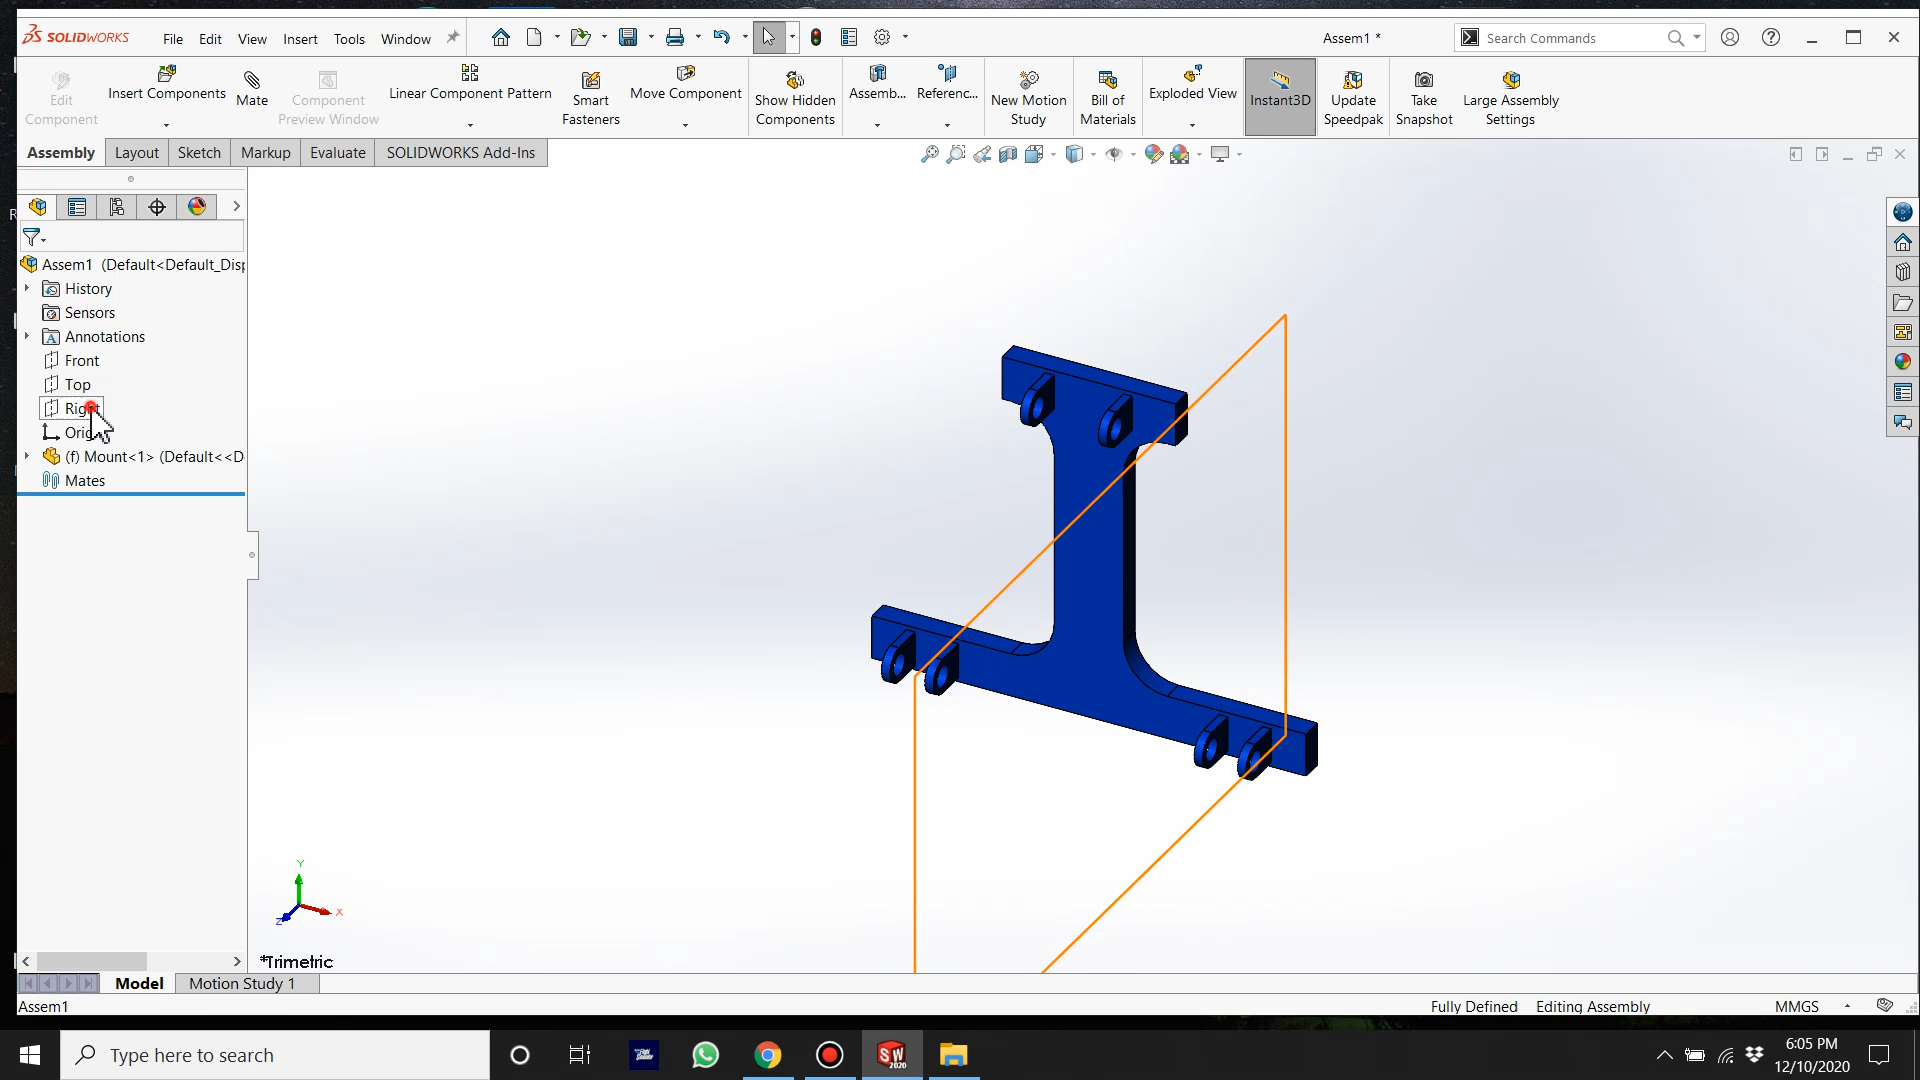 SOLIDWORKS
File Edit View Insert Tools Window
Assem1 *
Search Commands
Edit Component
Insert Components
Mate
Component Preview Window
Linear Component Pattern
Smart Fasteners
Move Component
Show Hidden Components
Assemb...
Referenc...
New Motion Study
Bill of Materials
Exploded View
Instant3D
Update Speedpak
Take Snapshot
Large Assembly Settings
Assembly Layout Sketch Markup Evaluate SOLIDWORKS Add-Ins
Assem1 (Default<Default_Disp
History
Sensors
Annotations
Front
Top
Right
(f) Mount<1> (Default<<D
Mates
Y
X
Z
*Trimetric
Model Motion Study 1
Assem1
Fully Defined Editing Assembly MMGS
Type here to search
SW
2020
6:05 PM
12/10/2020